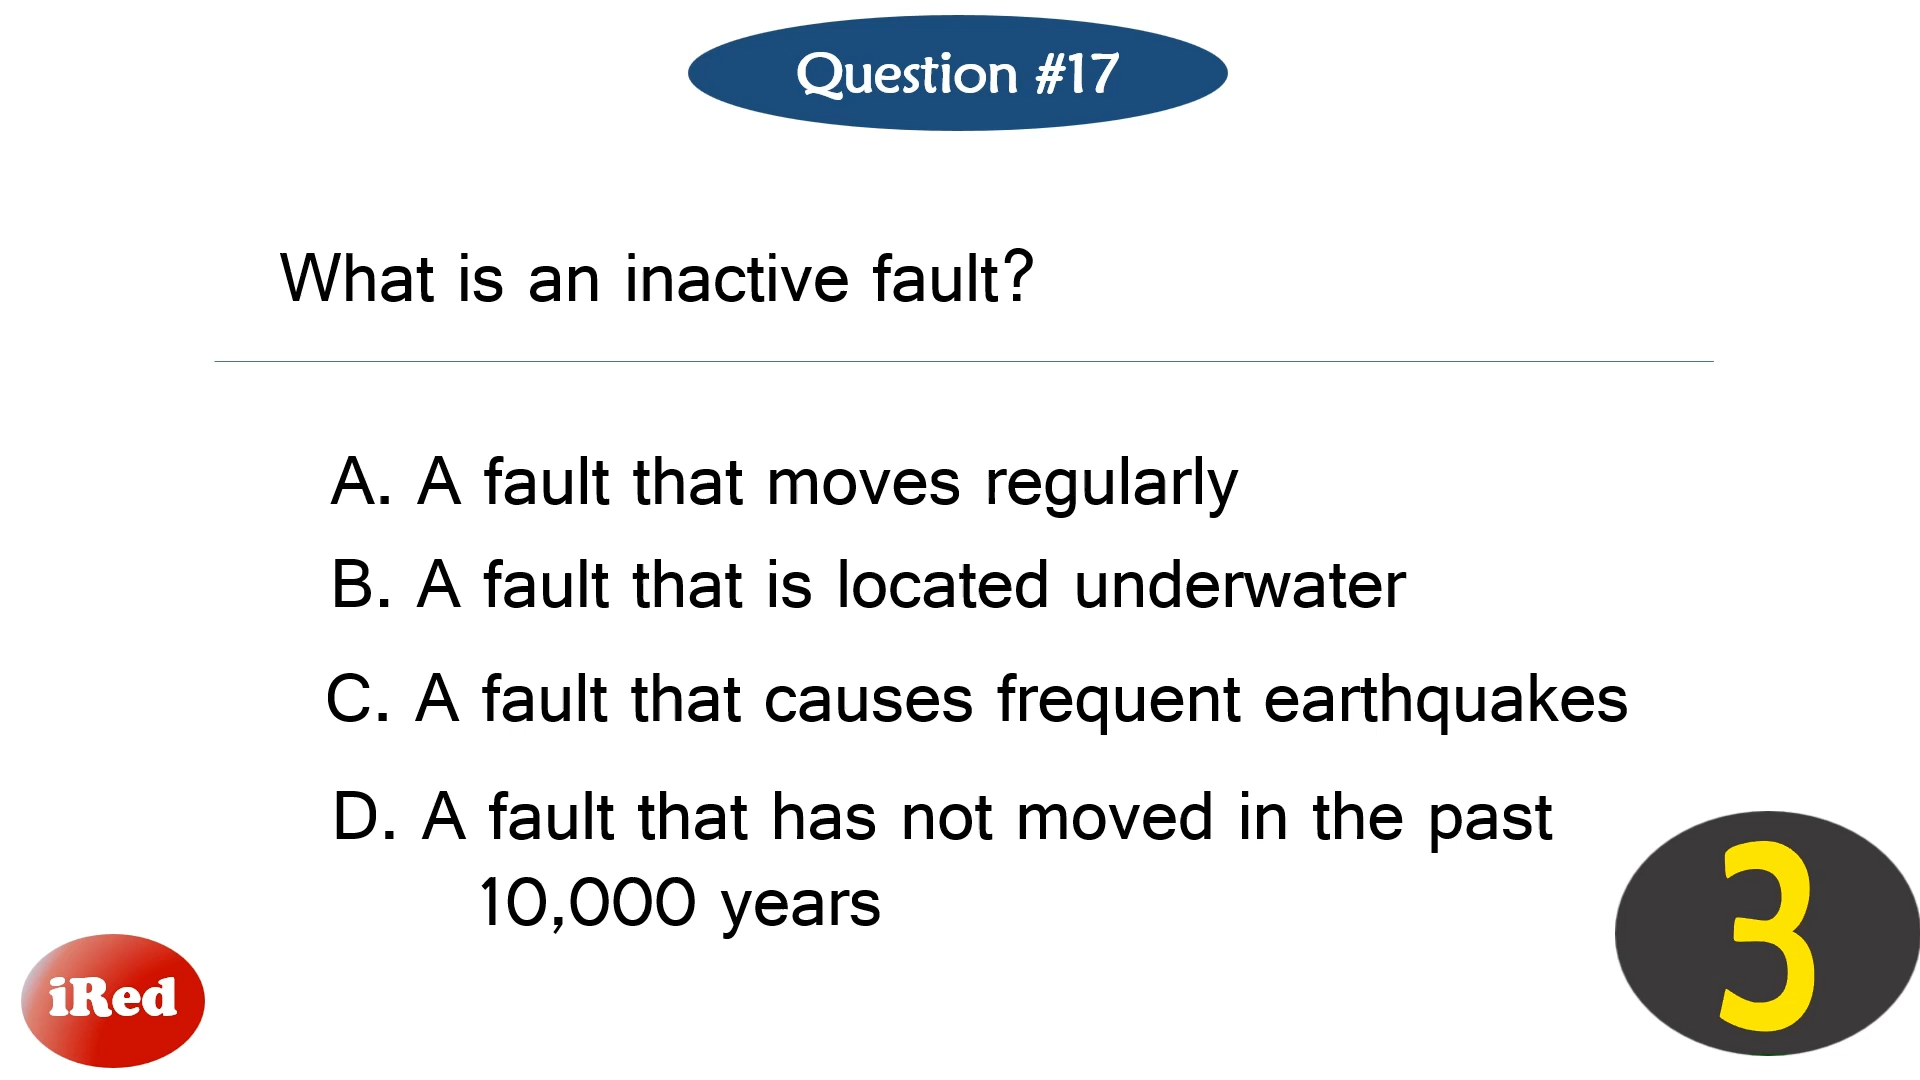 Question #17
What is an inactive fault?
A. A fault that moves regularly
B. A fault that is located underwater
C. A fault that causes frequent earthquakes
D. A fault that has not moved in the past
10,000 years
3
iRed